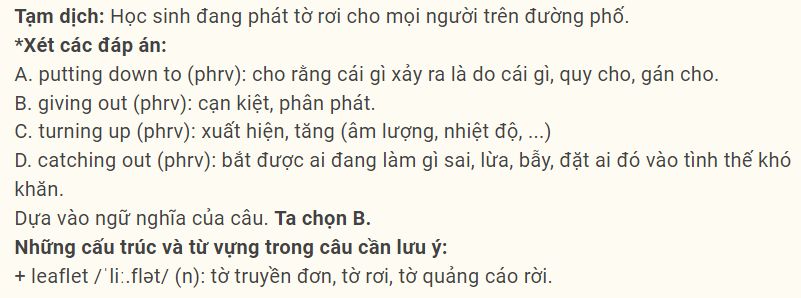 Tạm dịch: Học sinh đang phát tờ rơi cho mọi người trên đường phố.
*Xét các đáp án:
A. putting down to (phrv): cho rằng cái gì xảy ra là do cái gì, quy cho, gán cho.
B. giving out (phrv): cạn kiệt, phân phát.
C. turning up (phrv): xuất hiện, tăng (âm lượng, nhiệt độ, ...)
D. catching out (phrv): bắt được ai đang làm gì sai, lừa, bẫy, đặt ai đó vào tình thế khó
khăn.
Dựa vào ngữ nghĩa của câu. Ta chọn B.
Những cấu trúc và từ vựng trong câu cần lưu ý:
+ leaflet /ˈliː.flət/ (n): tờ truyền đơn, tờ rơi, tờ quảng cáo rời.